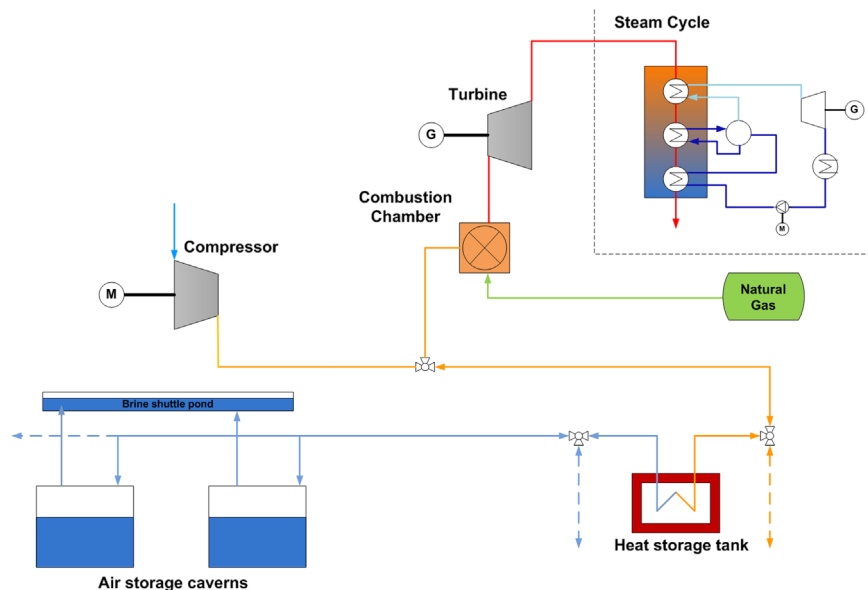 Steam Cycle
Turbine
G
G
Combustion
Chamber
M
Compressor
M
Natural
Gas
Brine shuttle pond
Heat storage tank
Air storage caverns